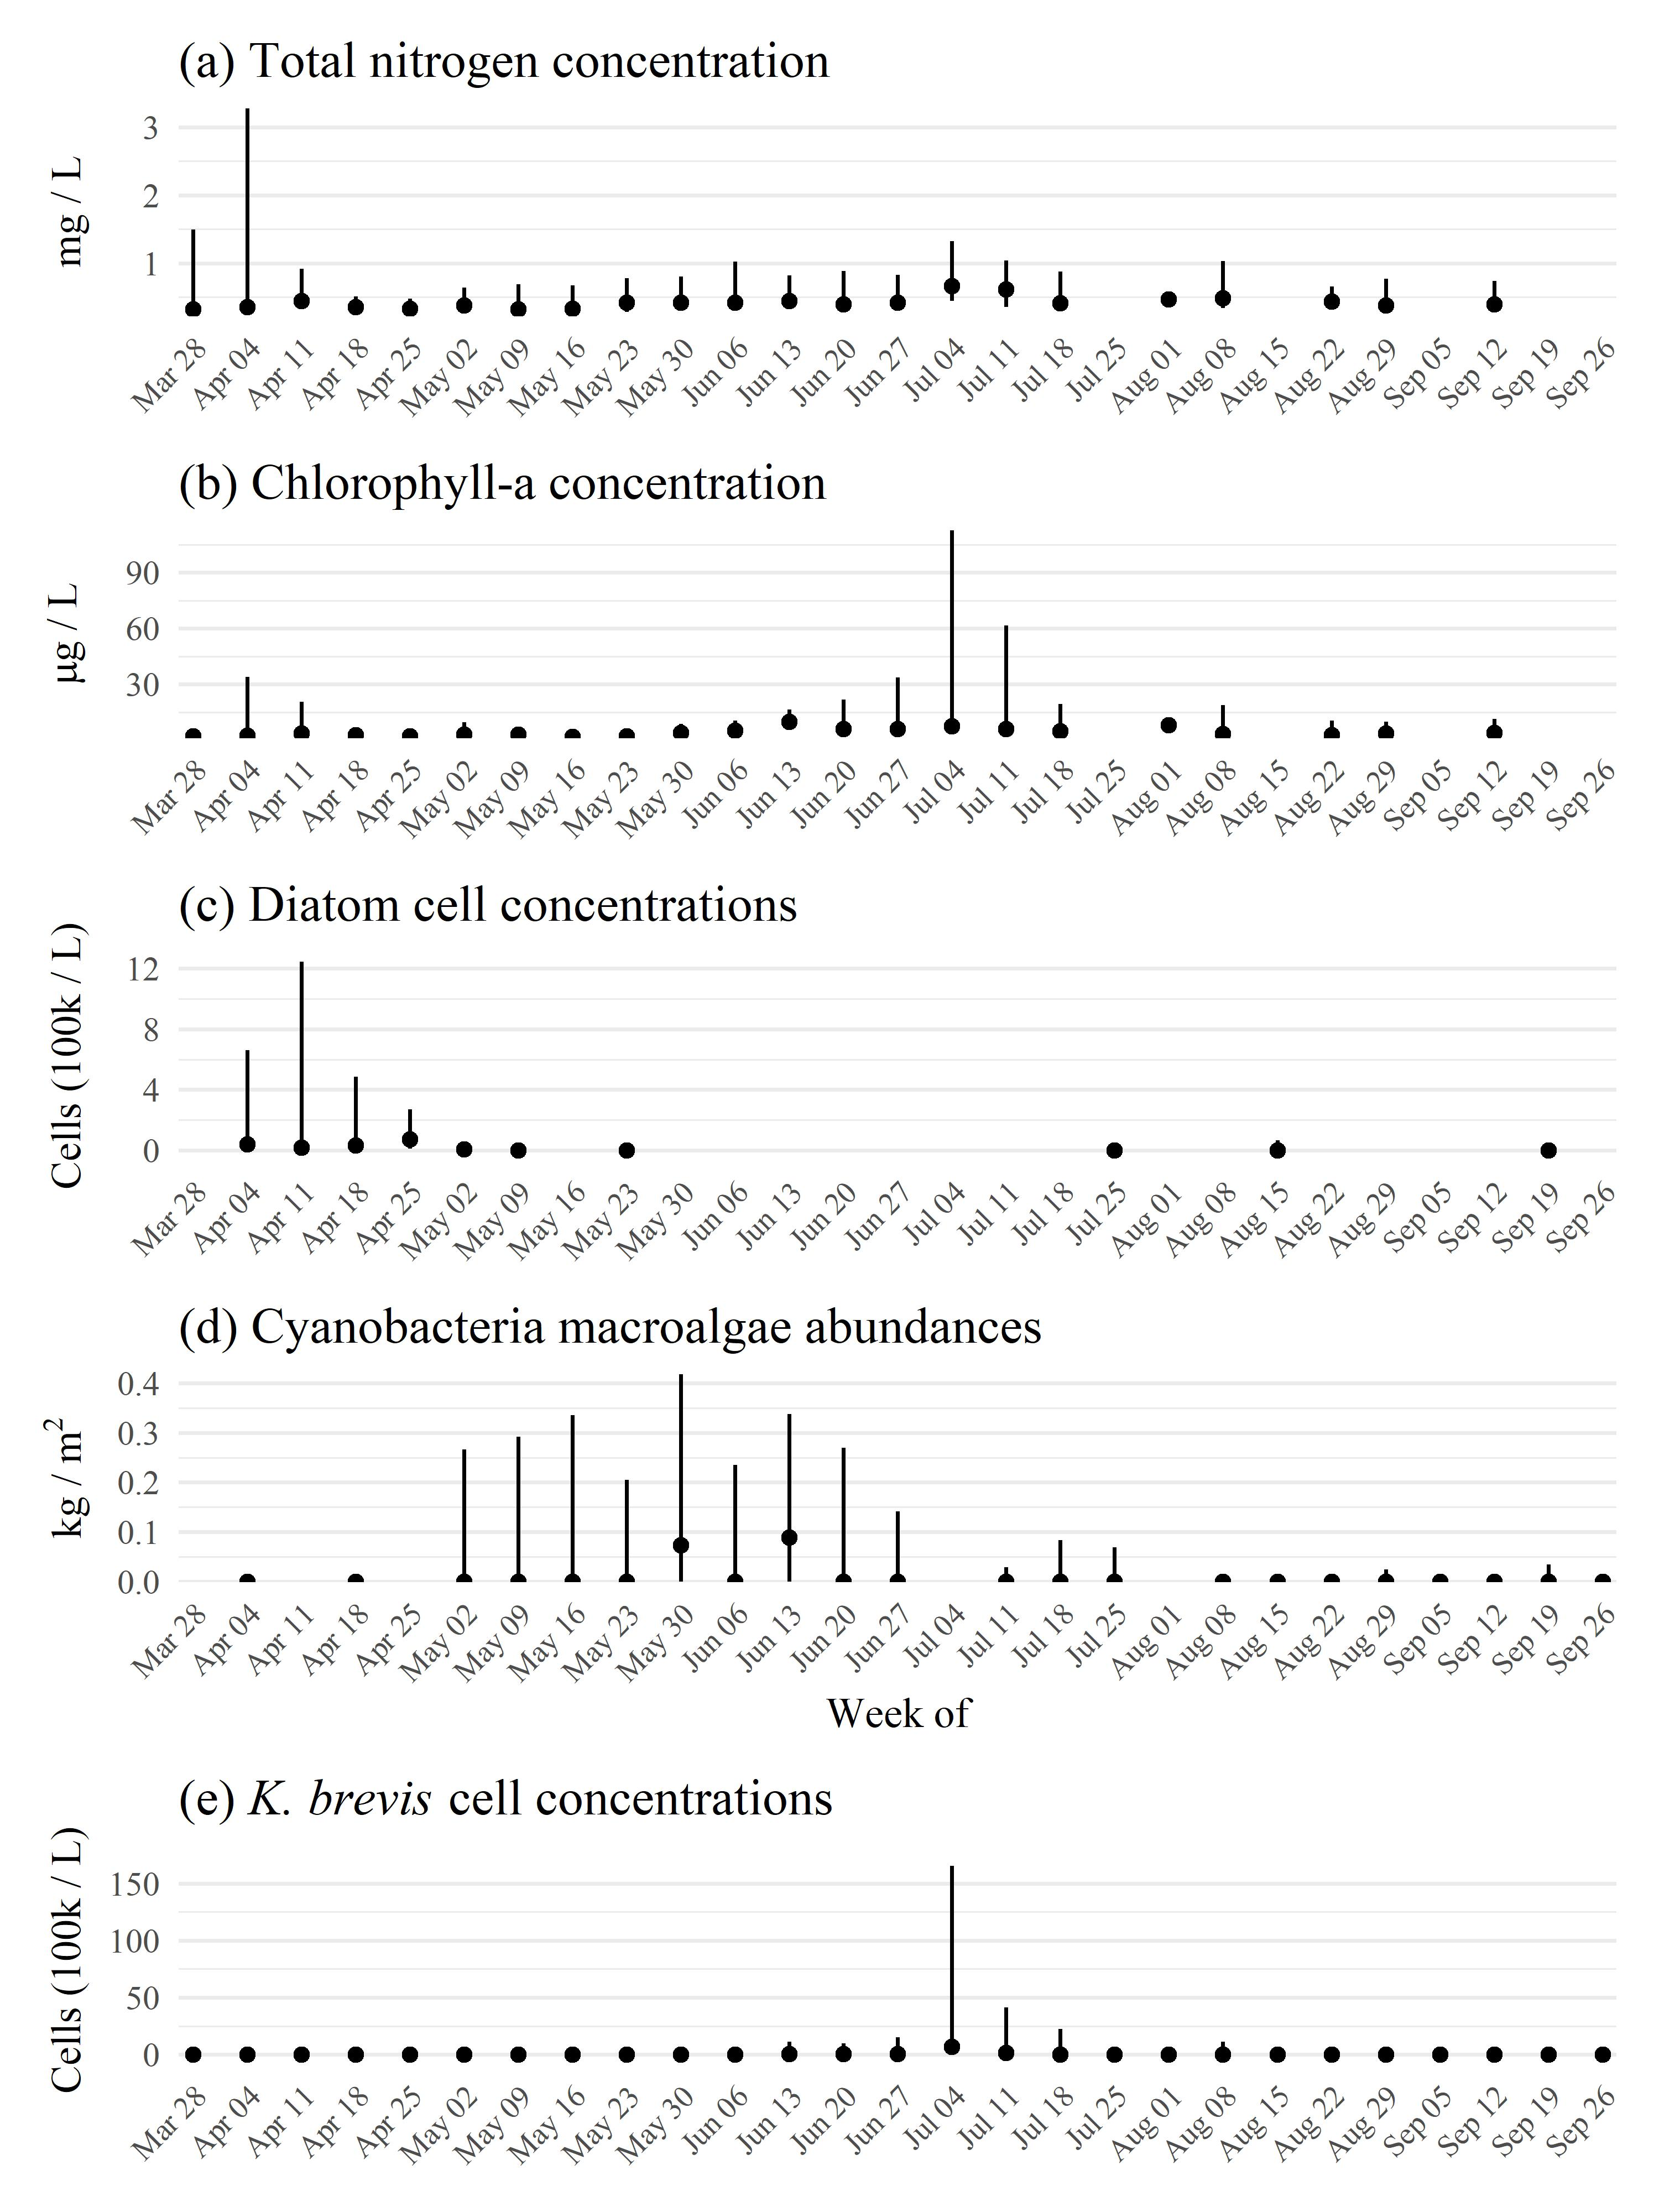 (a) Total nitrogen concentration
mg / L
3
2
1
Mar 28 Apr 04 Apr 11 Apr 18 Apr 25 May 02 May 09 May 16 May 23 May 30 Jun 06 Jun 13 Jun 20 Jun 27 Jul 04 Jul 11 Jul 18 Jul 25 Aug 01 Aug 08 Aug 15 Aug 22 Aug 29 Sep 05 Sep 12 Sep 19 Sep 26
(b) Chlorophyll-a concentration
µg / L
90
60
30
Mar 28 Apr 04 Apr 11 Apr 18 Apr 25 May 02 May 09 May 16 May 23 May 30 Jun 06 Jun 13 Jun 20 Jun 27 Jul 04 Jul 11 Jul 18 Jul 25 Aug 01 Aug 08 Aug 15 Aug 22 Aug 29 Sep 05 Sep 12 Sep 19 Sep 26
(c) Diatom cell concentrations
Cells (100k / L)
12
8
4
0
Mar 28 Apr 04 Apr 11 Apr 18 Apr 25 May 02 May 09 May 16 May 23 May 30 Jun 06 Jun 13 Jun 20 Jun 27 Jul 04 Jul 11 Jul 18 Jul 25 Aug 01 Aug 08 Aug 15 Aug 22 Aug 29 Sep 05 Sep 12 Sep 19 Sep 26
(d) Cyanobacteria macroalgae abundances
kg / m²
0.4
0.3
0.2
0.1
0.0
Mar 28 Apr 04 Apr 11 Apr 18 Apr 25 May 02 May 09 May 16 May 23 May 30 Jun 06 Jun 13 Jun 20 Jun 27 Jul 04 Jul 11 Jul 18 Jul 25 Aug 01 Aug 08 Aug 15 Aug 22 Aug 29 Sep 05 Sep 12 Sep 19 Sep 26
Week of
(e) K. brevis cell concentrations
Cells (100k / L)
150
100
50
0
Mar 28 Apr 04 Apr 11 Apr 18 Apr 25 May 02 May 09 May 16 May 23 May 30 Jun 06 Jun 13 Jun 20 Jun 27 Jul 04 Jul 11 Jul 18 Jul 25 Aug 01 Aug 08 Aug 15 Aug 22 Aug 29 Sep 05 Sep 12 Sep 19 Sep 26